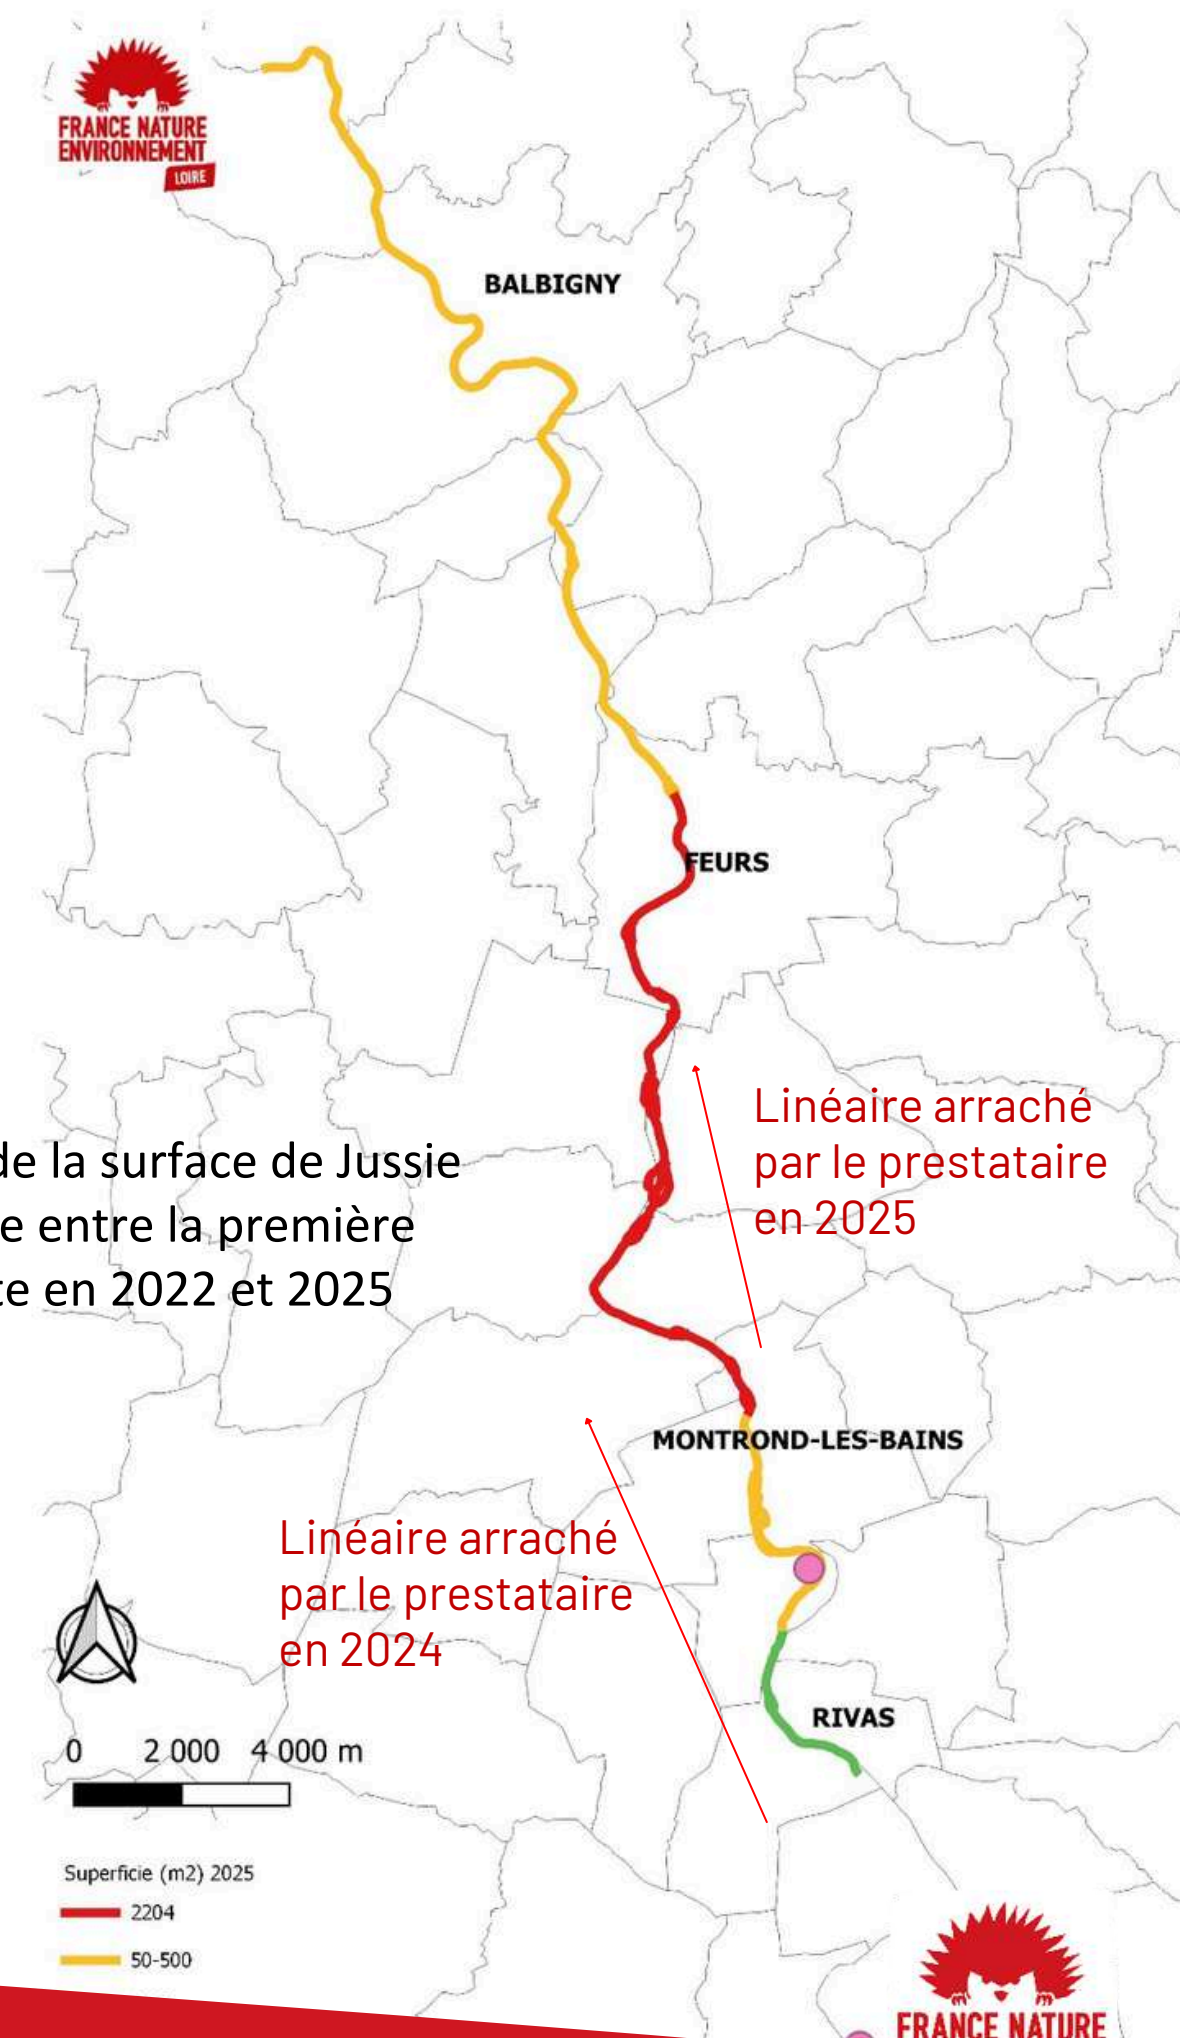 FRANCE NATURE
ENVIRONNEMENT
LOIRE
BALBIGNY
FEURS
Linéaire arraché
par le prestataire
en 2025
de la surface de Jussie
e entre la première
te en 2022 et 2025
MONTROND-LES-BAINS
Linéaire arraché
par le prestataire
en 2024
RIVAS
0 2 000 4 000 m
Superficie (m2) 2025
2204
50-500
FRANCE NATURE